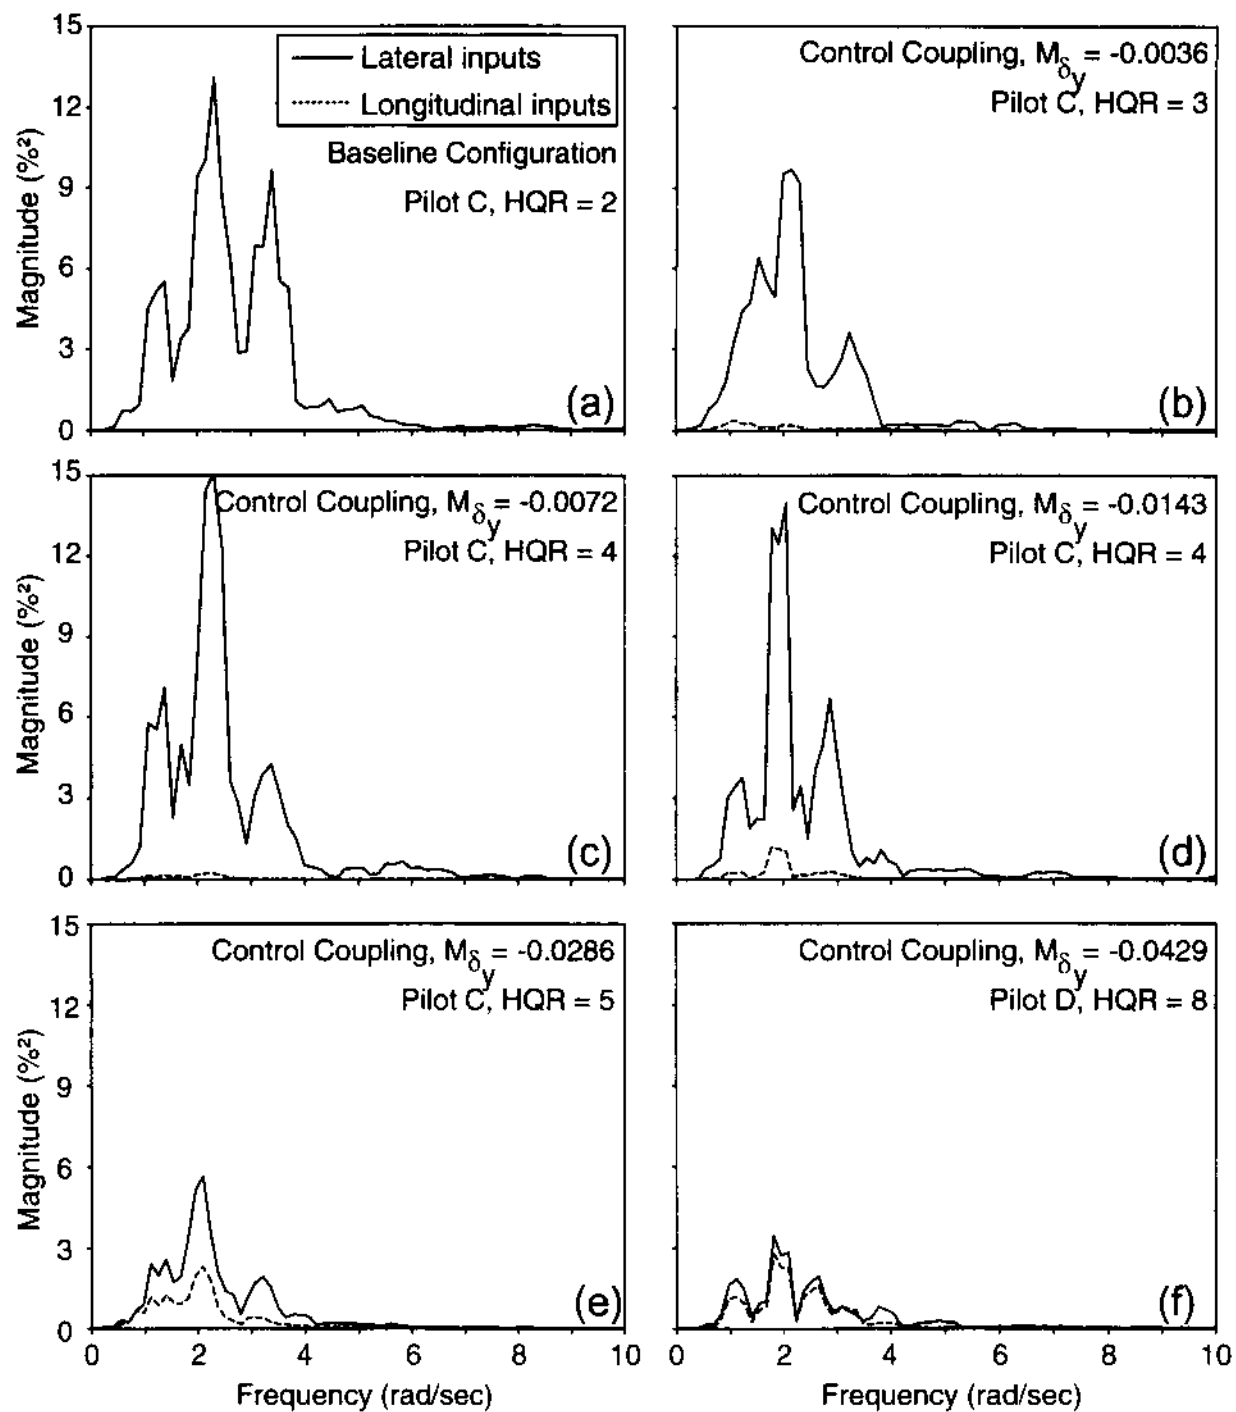 15
12
9
6
3
0
Magnitude (%²)
Lateral inputs
Longitudinal inputs
Baseline Configuration
Pilot C, HQR = 2
(a)
Control Coupling, Mδy = -0.0036
Pilot C, HQR = 3
(b)
15
12
9
6
3
0
Magnitude (%²)
Control Coupling, Mδy = -0.0072
Pilot C, HQR = 4
(c)
Control Coupling, Mδy = -0.0143
Pilot C, HQR = 4
(d)
15
12
9
6
3
0
Magnitude (%²)
Control Coupling, Mδy = -0.0286
Pilot C, HQR = 5
(e)
Control Coupling, Mδy = -0.0429
Pilot D, HQR = 8
(f)
0 2 4 6 8 10
0 2 4 6 8 10
Frequency (rad/sec)
Frequency (rad/sec)